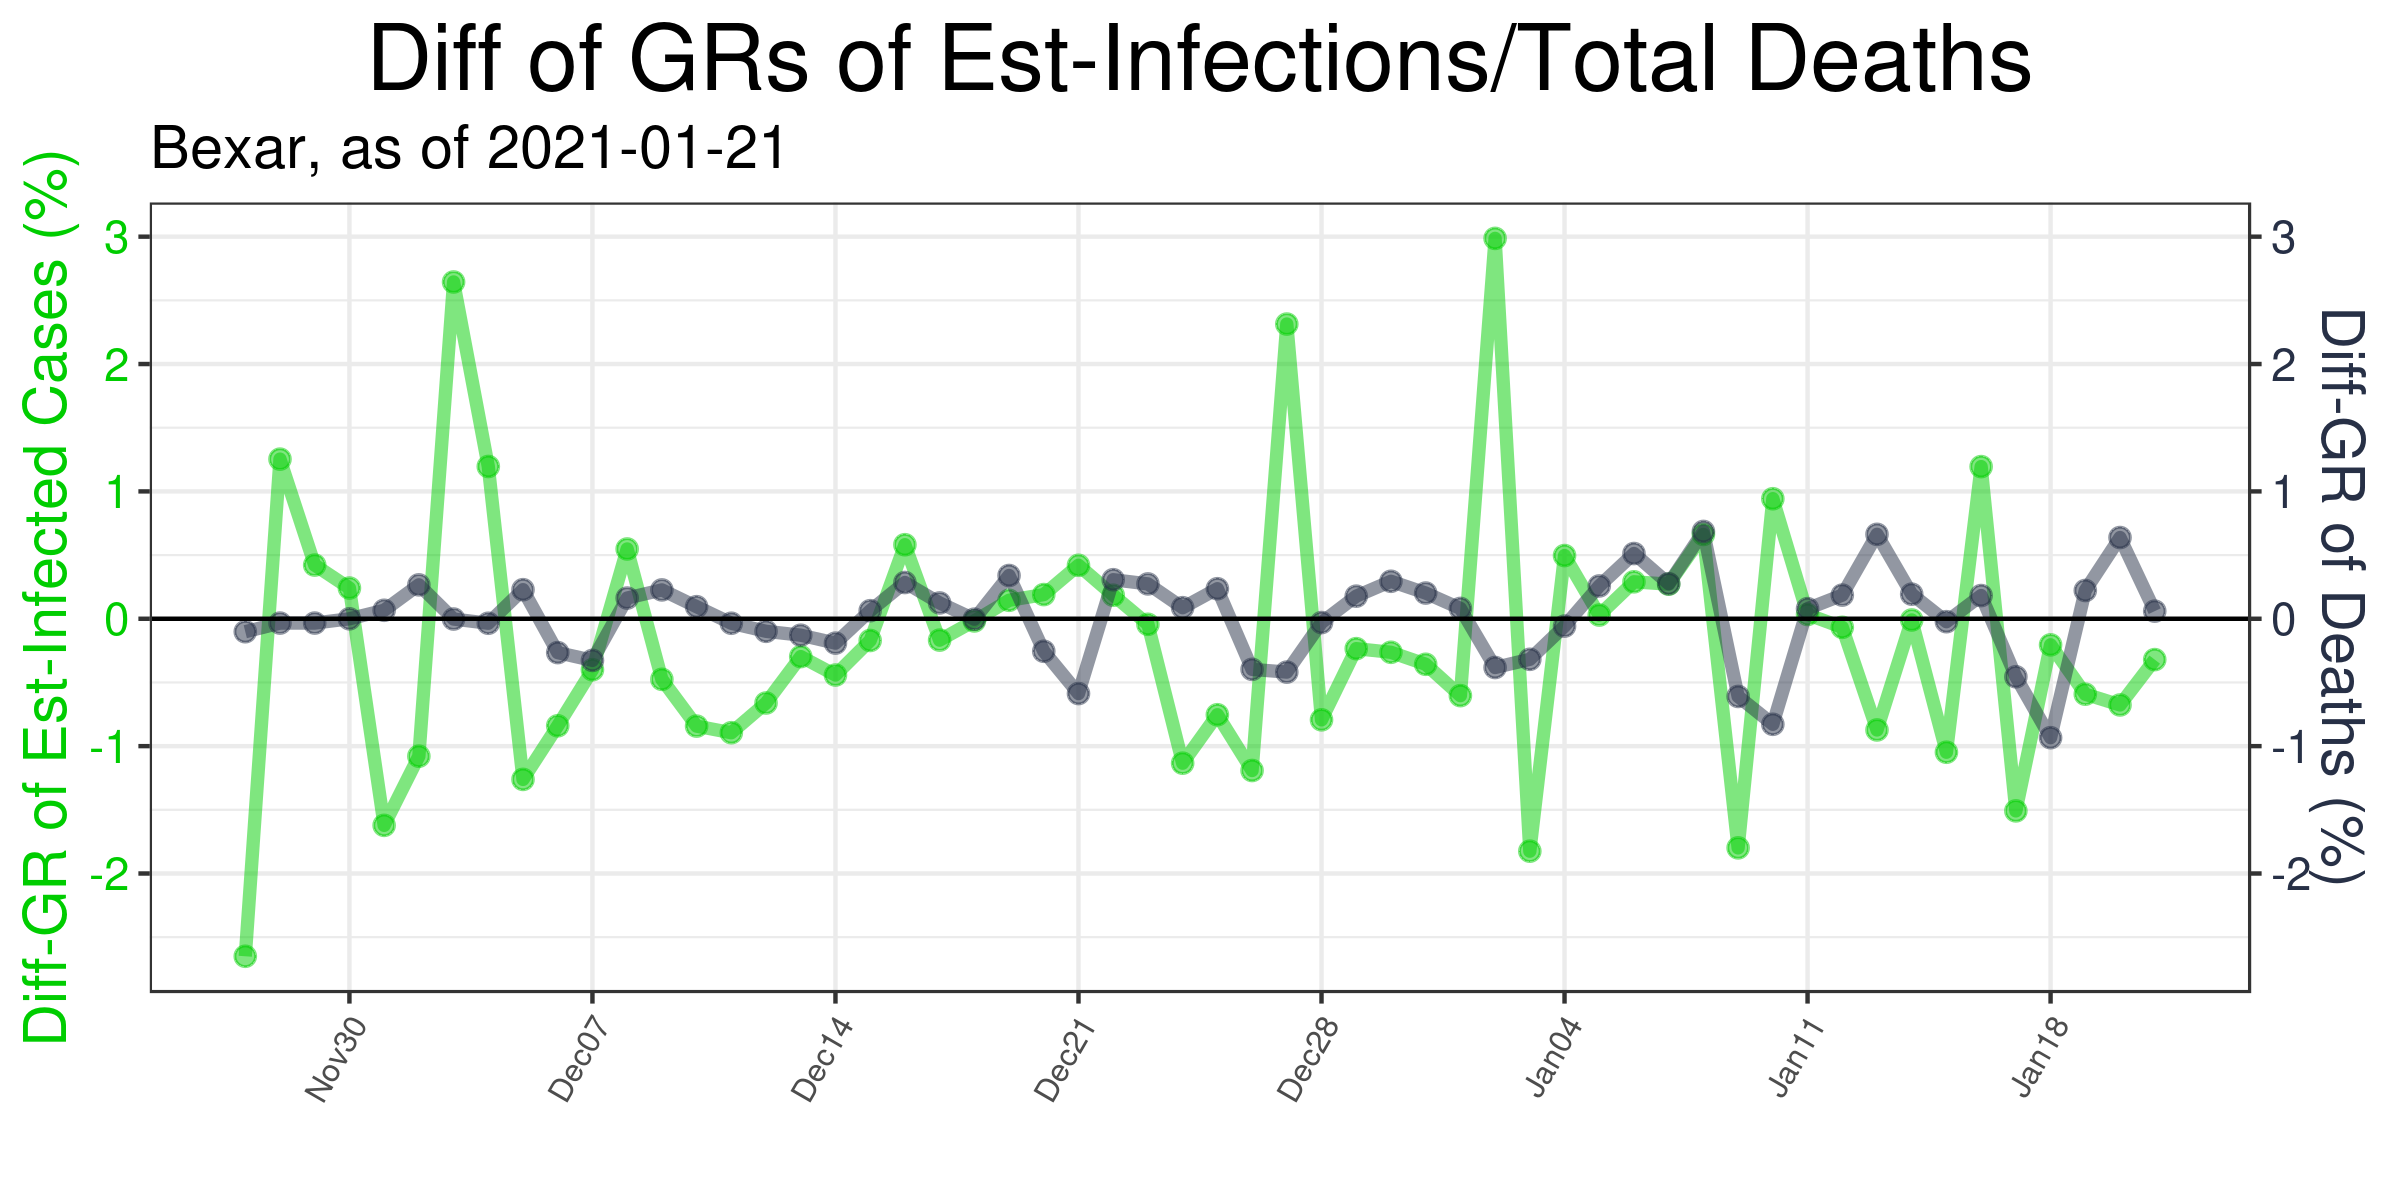 Diff of GRs of Est-Infections/Total Deaths
Bexar, as of 2021-01-21
Diff-GR of Est-Infected Cases (%)
3
2
1
0
-1
-2
3
2
1
0
-1
-2
Diff-GR of Deaths (%)
Nov30
Dec07
Dec14
Dec21
Dec28
Jan04
Jan11
Jan18